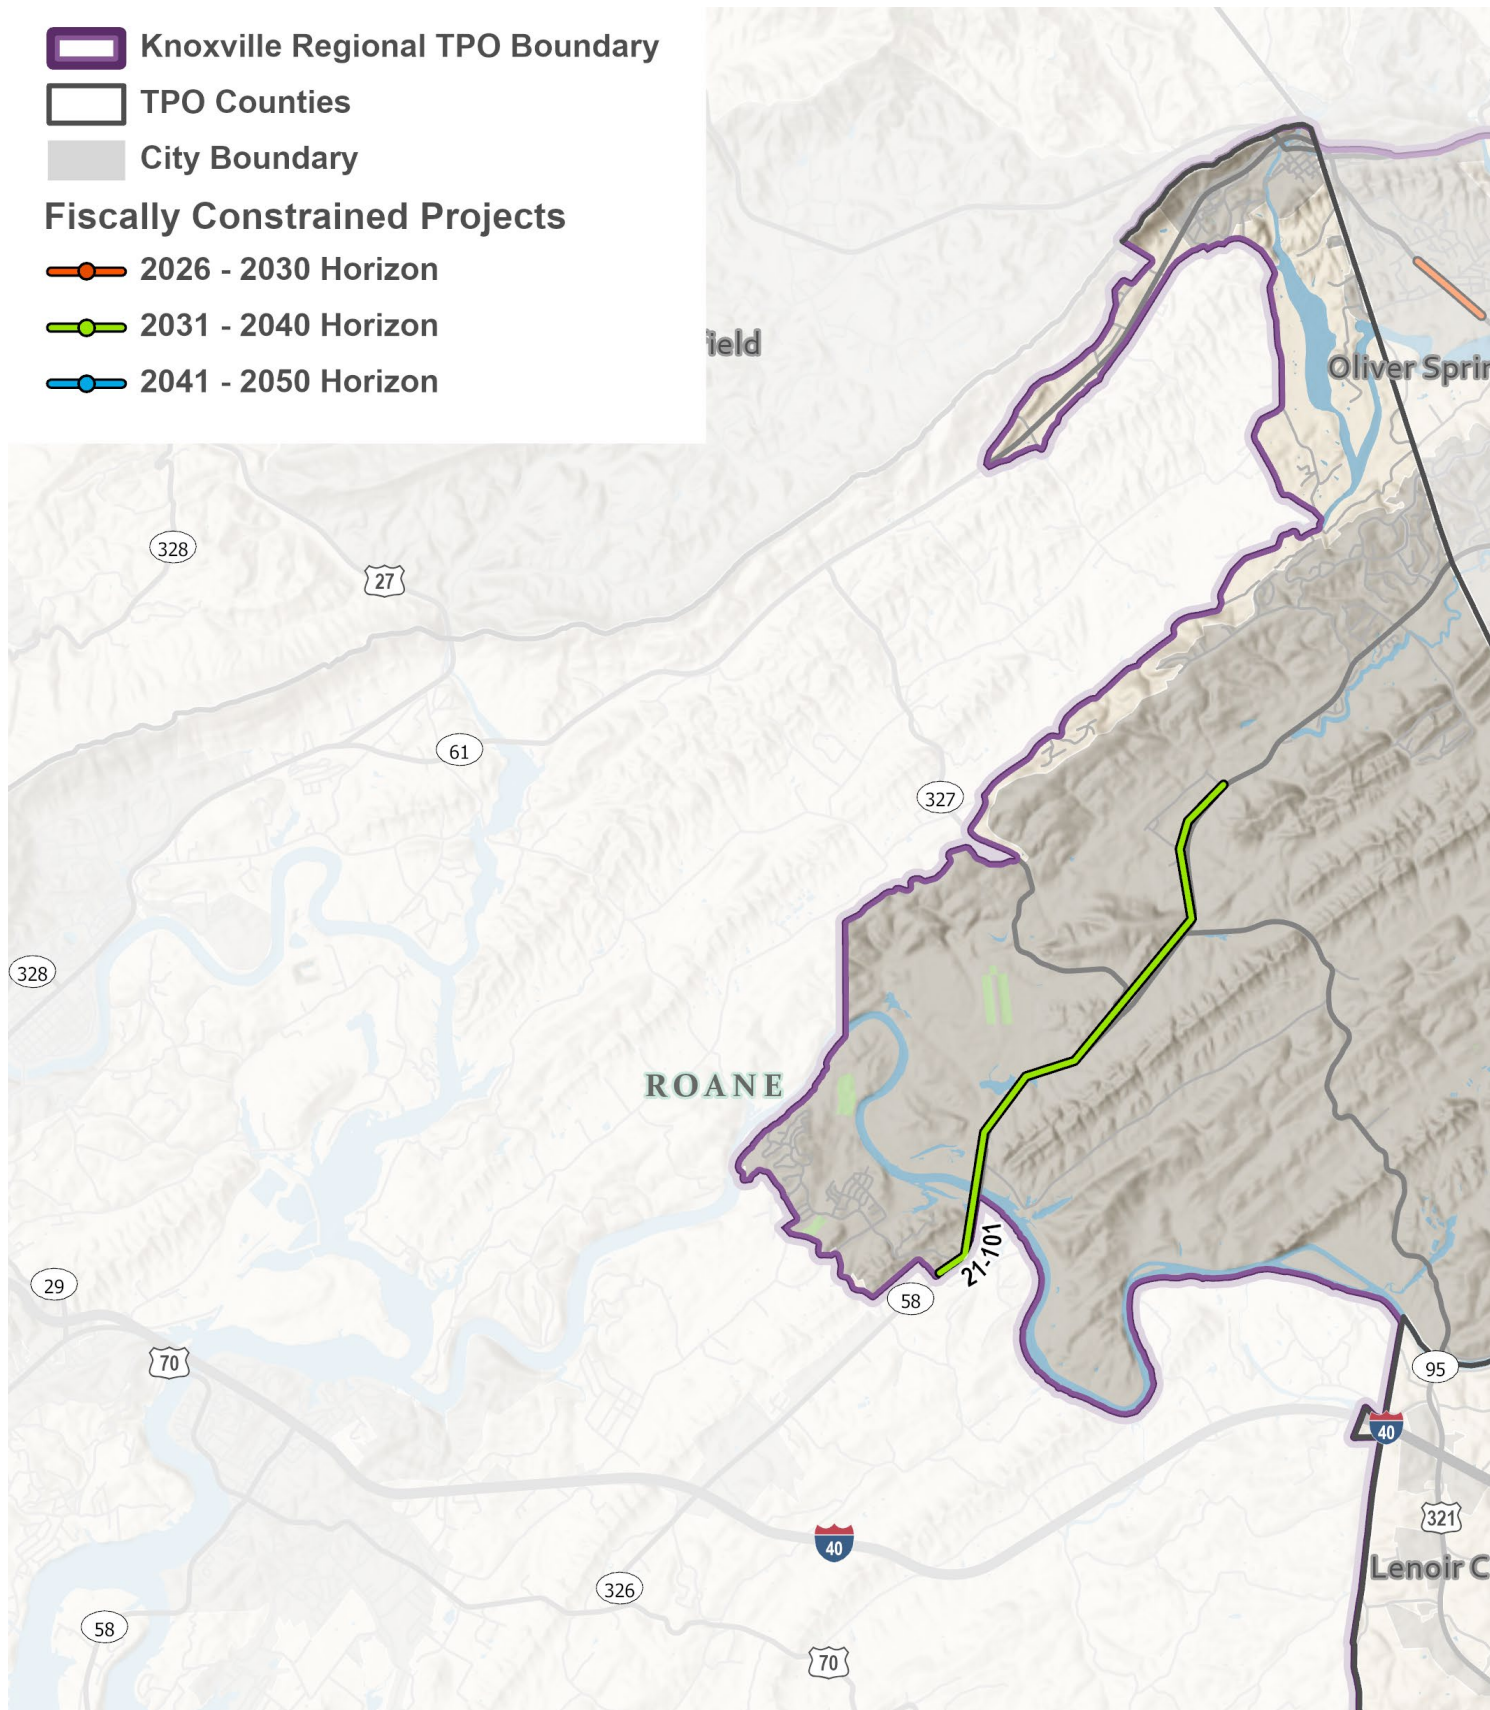 Knoxville Regional TPO Boundary
TPO Counties
City Boundary
Fiscally Constrained Projects
2026 - 2030 Horizon
2031 - 2040 Horizon
2041 - 2050 Horizon
field
Oliver Sprin
328
27
61
327
328
ROANE
21-101
29
58
70
95
40
321
40
Lenoir C
326
58
70